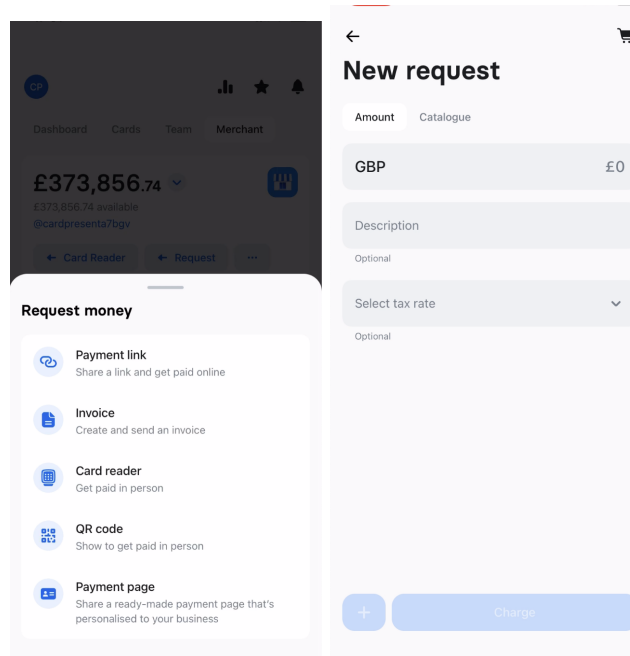 CP
Dashboard Cards Team Merchant
£373,856.74
£373,856.74 available
@cardpresenta7bgv
Card Reader Request ...
Request money
Payment link
Share a link and get paid online
Invoice
Create and send an invoice
Card reader
Get paid in person
QR code
Show to get paid in person
Payment page
Share a ready-made payment page that's
personalised to your business
New request
Amount Catalogue
GBP £0
Description
Optional
Select tax rate
Optional
+ Charge